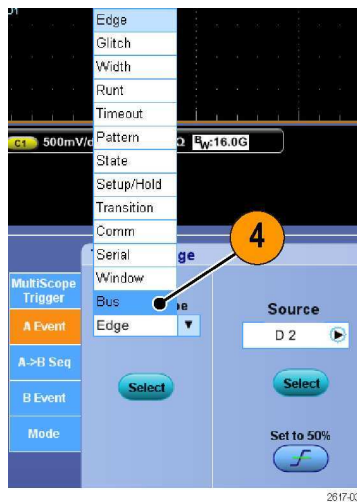 Edge
Glitch
Width
Runt
Timeout
Pattern
C1 500mV/d Ω BW:16.0G
State
Setup/Hold
Transition
Comm
Serial
4
ge
Window
MultiScope
Trigger
Bus
pe
Source
A Event
Edge
D 2
A->B Seq
Select
Select
B Event
Mode
Set to 50%
2617-0